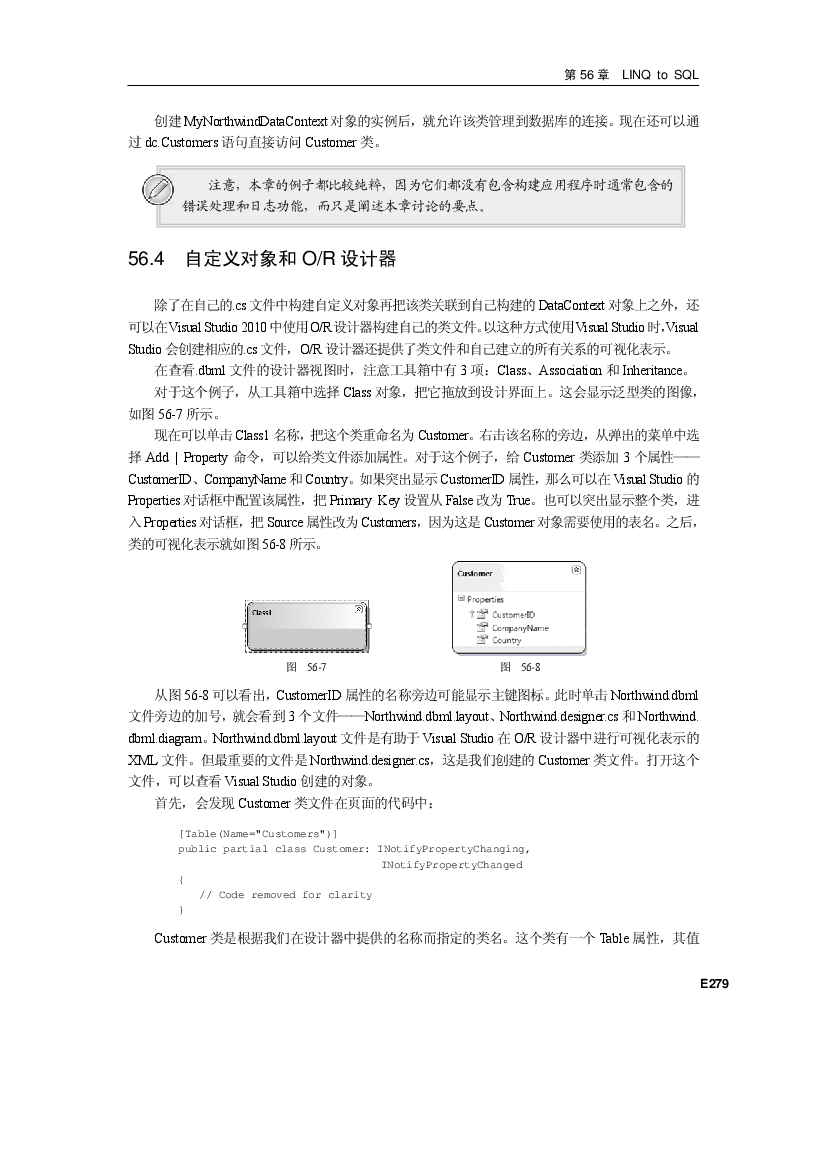 第 56 章 LINQ to SQL
创建 MyNorthwindDataContext 对象的实例后，就允许该类管理到数据库的连接。现在还可以通
过 dc.Customers 语句直接访问 Customer 类。
注意，本章的例子都比较纯粹，因为它们都没有包含构建应用程序时通常包含的
错误处理和日志功能，而只是阐述本章讨论的要点。
56.4 自定义对象和 O/R 设计器
除了在自己的.cs 文件中构建自定义对象再把该类关联到自己构建的 DataContext 对象上之外，还
可以在 Visual Studio 2010 中使用 O/R 设计器构建自己的类文件。以这种方式使用 Visual Studio 时，Visual
Studio 会创建相应的.cs 文件，O/R 设计器还提供了类文件和自己建立的所有关系的可视化表示。
在查看.dbml 文件的设计器视图时，注意工具箱中有 3 项：Class、Association 和 Inheritance。
对于这个例子，从工具箱中选择 Class 对象，把它拖放到设计界面上。这会显示泛型类的图像，
如图 56-7 所示。
现在可以单击 Class1 名称，把这个类重命名为 Customer。右击该名称的旁边，从弹出的菜单中选
择 Add | Property 命令，可以给类文件添加属性。对于这个例子，给 Customer 类添加 3 个属性——
CustomerID、CompanyName 和 Country。如果突出显示 CustomerID 属性，那么可以在 Visual Studio 的
Properties 对话框中配置该属性，把 Primary Key 设置从 False 改为 True。也可以突出显示整个类，进
入 Properties 对话框，把 Source 属性改为 Customers，因为这是 Customer 对象需要使用的表名。之后，
类的可视化表示就如图 56-8 所示。
Class1
Customer
Properties
CustomerID
CompanyName
Country
图 56-7
图 56-8
从图 56-8 可以看出，CustomerID 属性的名称旁边可能显示主键图标。此时单击 Northwind.dbml
文件旁边的加号，就会看到 3 个文件——Northwind.dbml.layout、Northwind.designer.cs 和 Northwind.
dbml.diagram。Northwind.dbml.layout 文件是有助于 Visual Studio 在 O/R 设计器中进行可视化表示的
XML 文件。但最重要的文件是 Northwind.designer.cs，这是我们创建的 Customer 类文件。打开这个
文件，可以查看 Visual Studio 创建的对象。
首先，会发现 Customer 类文件在页面的代码中：
[Table(Name="Customers")]
public partial class Customer: INotifyPropertyChanging,
INotifyPropertyChanged
{
// Code removed for clarity
}
Customer 类是根据我们在设计器中提供的名称而指定的类名。这个类有一个 Table 属性，其值
E279